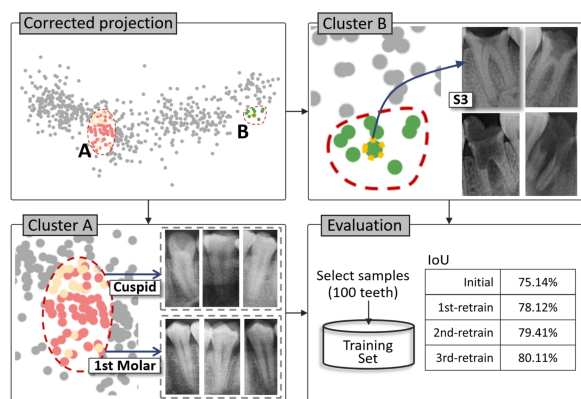 Corrected projection
A
B
Cluster B
S3
Cluster A
Cuspid
1st Molar
Evaluation
Select samples
(100 teeth)
Training
Set
IoU
Initial 75.14%
1st-retrain 78.12%
2nd-retrain 79.41%
3rd-retrain 80.11%